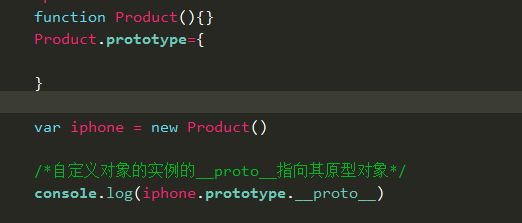 function Product(){}
Product.prototype={
}
var iphone = new Product()
/*自定义对象的实例的__proto__指向其原型对象*/
console.log(iphone.prototype.__proto__)